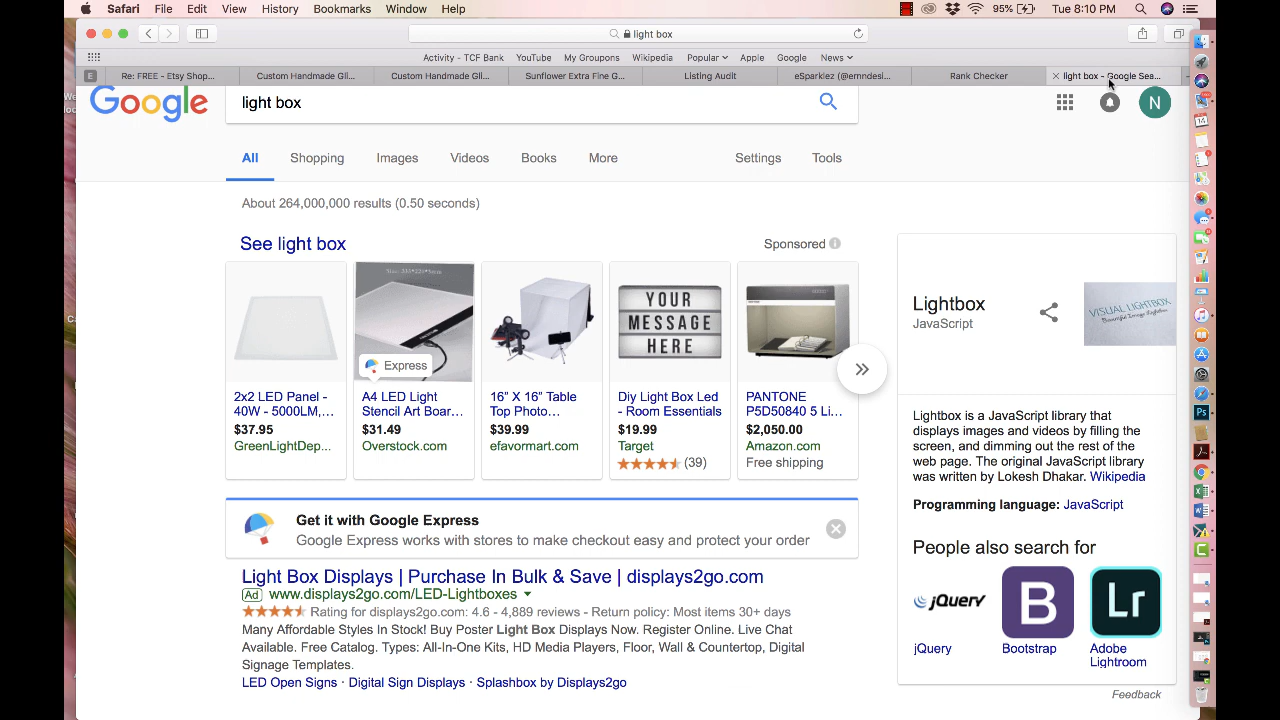 Safari File Edit View History Bookmarks Window Help
95% Tue 8:10 PM
light box
Activity - TCF Bank YouTube My Groupons Wikipedia Popular Apple Google News
E Re: FREE - Etsy Shop... Custom Handmade Gli... Custom Handmade Gli... Sunflower Extra Fine G... Listing Audit eSparklez (@erndesi... Rank Checker light box - Google Sea...
Google light box N
All Shopping Images Videos Books More Settings Tools
About 264,000,000 results (0.50 seconds)
See light box Sponsored
YOUR
MESSAGE
HERE
Express
2x2 LED Panel -
40W - 5000LM,...
$37.95
GreenLightDep...
A4 LED Light
Stencil Art Boar...
$31.49
Overstock.com
16" X 16" Table
Top Photo...
$39.99
efavormart.com
Diy Light Box Led
- Room Essentials
$19.99
Target
(39)
PANTONE
P5D50840 5 Li...
$2,050.00
Amazon.com
Free shipping
Get it with Google Express
Google Express works with stores to make checkout easy and protect your order
Light Box Displays | Purchase In Bulk & Save | displays2go.com
Ad www.displays2go.com/LED-Lightboxes
Rating for displays2go.com: 4.6 - 4,889 reviews - Return policy: Most items 30+ days
Many Affordable Styles In Stock! Buy Poster Light Box Displays Now. Register Online. Live Chat
Available. Free Catalog. Types: All-In-One Kits, HD Media Players, Floor, Wall & Countertop, Digital
Signage Templates.
LED Open Signs · Digital Sign Displays · Splashbox by Displays2go
Lightbox
JavaScript
VISUAL LIGHTBOX
Lightbox is a JavaScript library that
displays images and videos by filling the
screen, and dimming out the rest of the
web page. The original JavaScript library
was written by Lokesh Dhakar. Wikipedia
Programming language: JavaScript
People also search for
jQuery B Lr
jQuery Bootstrap Adobe
Lightroom
Feedback